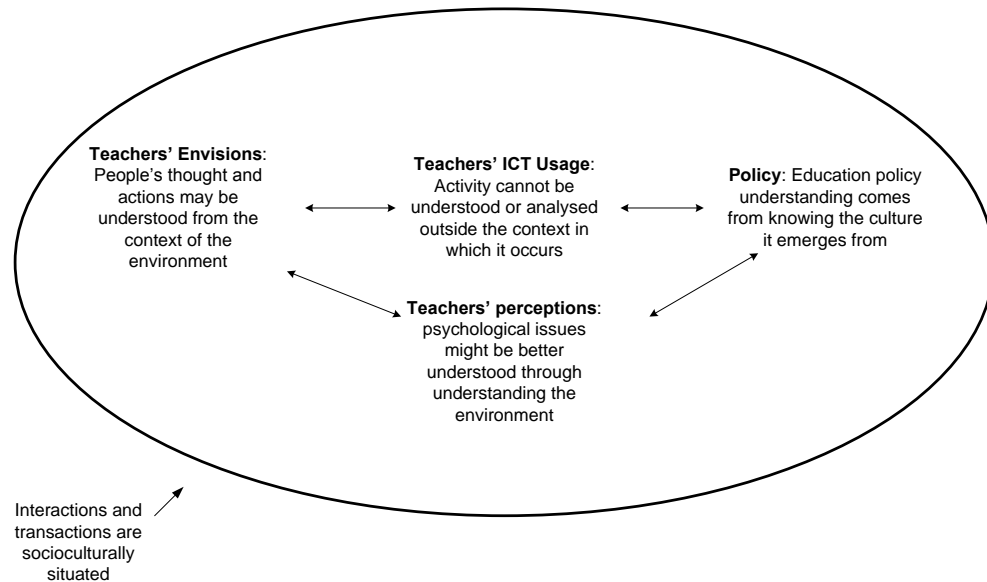 Teachers’ Envisions:
People’s thought and
actions may be
understood from the
context of the
environment
Teachers’ ICT Usage:
Activity cannot be
understood or analysed
outside the context in
which it occurs
Policy: Education policy
understanding comes
from knowing the culture
it emerges from
Teachers’ perceptions:
psychological issues
might be better
understood through
understanding the
environment
Interactions and
transactions are
socioculturally
situated